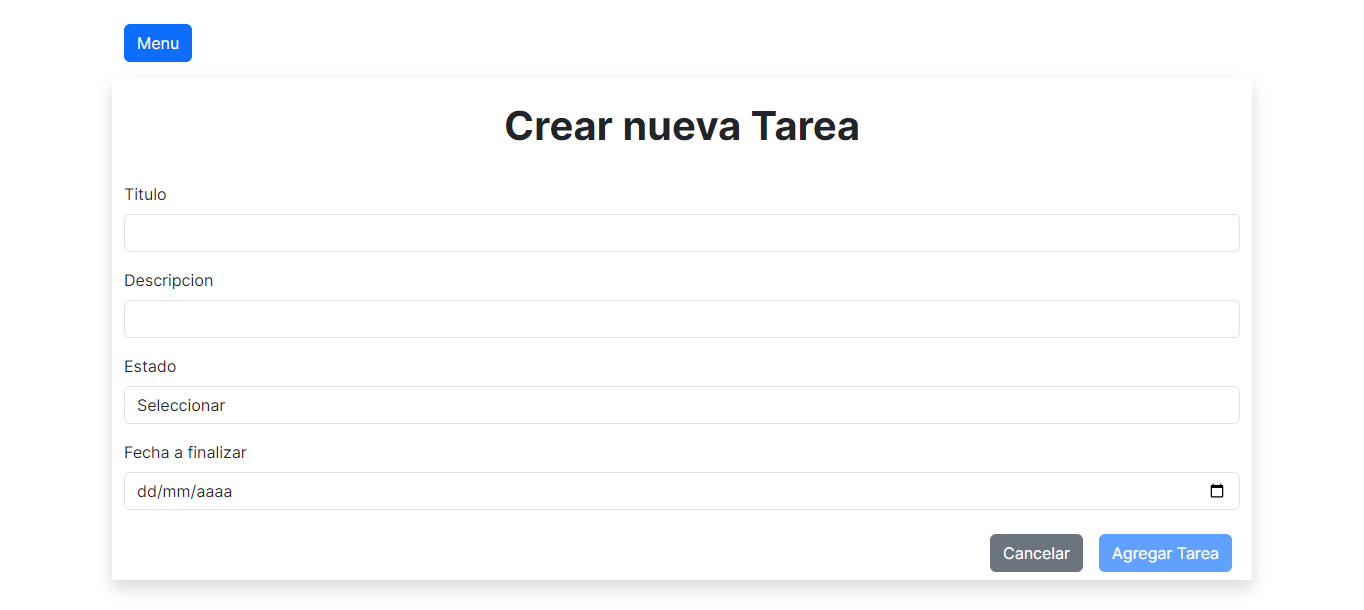 Menu
Crear nueva Tarea
Titulo
Descripcion
Estado
Seleccionar
Fecha a finalizar
dd/mm/aaaa
Cancelar Agregar Tarea